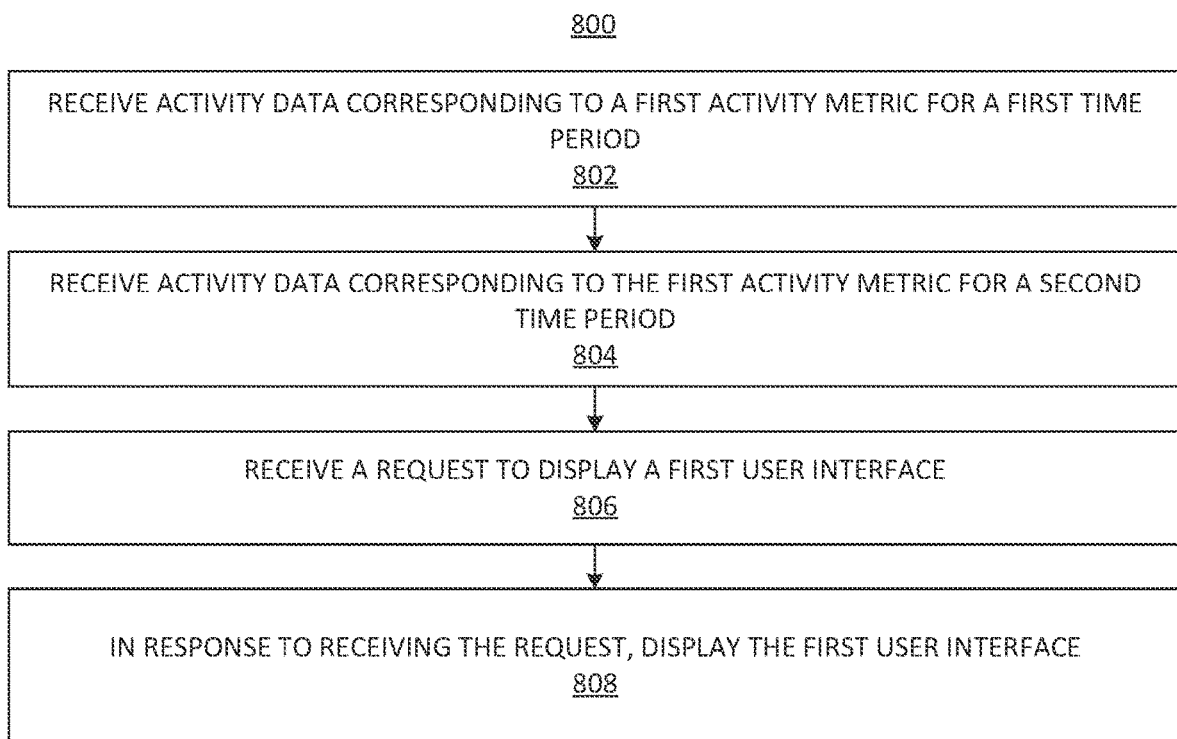 800
RECEIVE ACTIVITY DATA CORRESPONDING TO A FIRST ACTIVITY METRIC FOR A FIRST TIME
PERIOD
802
RECEIVE ACTIVITY DATA CORRESPONDING TO THE FIRST ACTIVITY METRIC FOR A SECOND
TIME PERIOD
804
RECEIVE A REQUEST TO DISPLAY A FIRST USER INTERFACE
806
IN RESPONSE TO RECEIVING THE REQUEST, DISPLAY THE FIRST USER INTERFACE
808